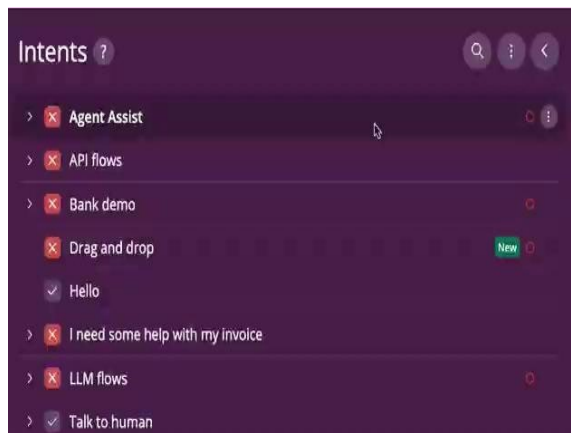 Intents ?
Agent Assist
API flows
Bank demo
Drag and drop New
Hello
I need some help with my invoice
LLM flows
Talk to human